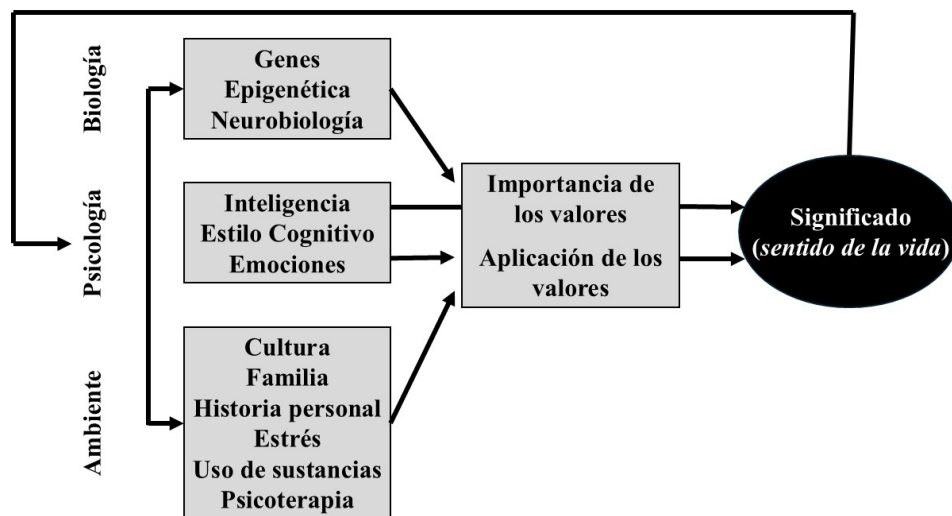 Biología
Genes
Epigenética
Neurobiología
Psicología
Inteligencia
Estilo Cognitivo
Emociones
Ambiente
Cultura
Familia
Historia personal
Estrés
Uso de sustancias
Psicoterapia
Importancia de
los valores
Aplicación de los
valores
Significado
(sentido de la vida)